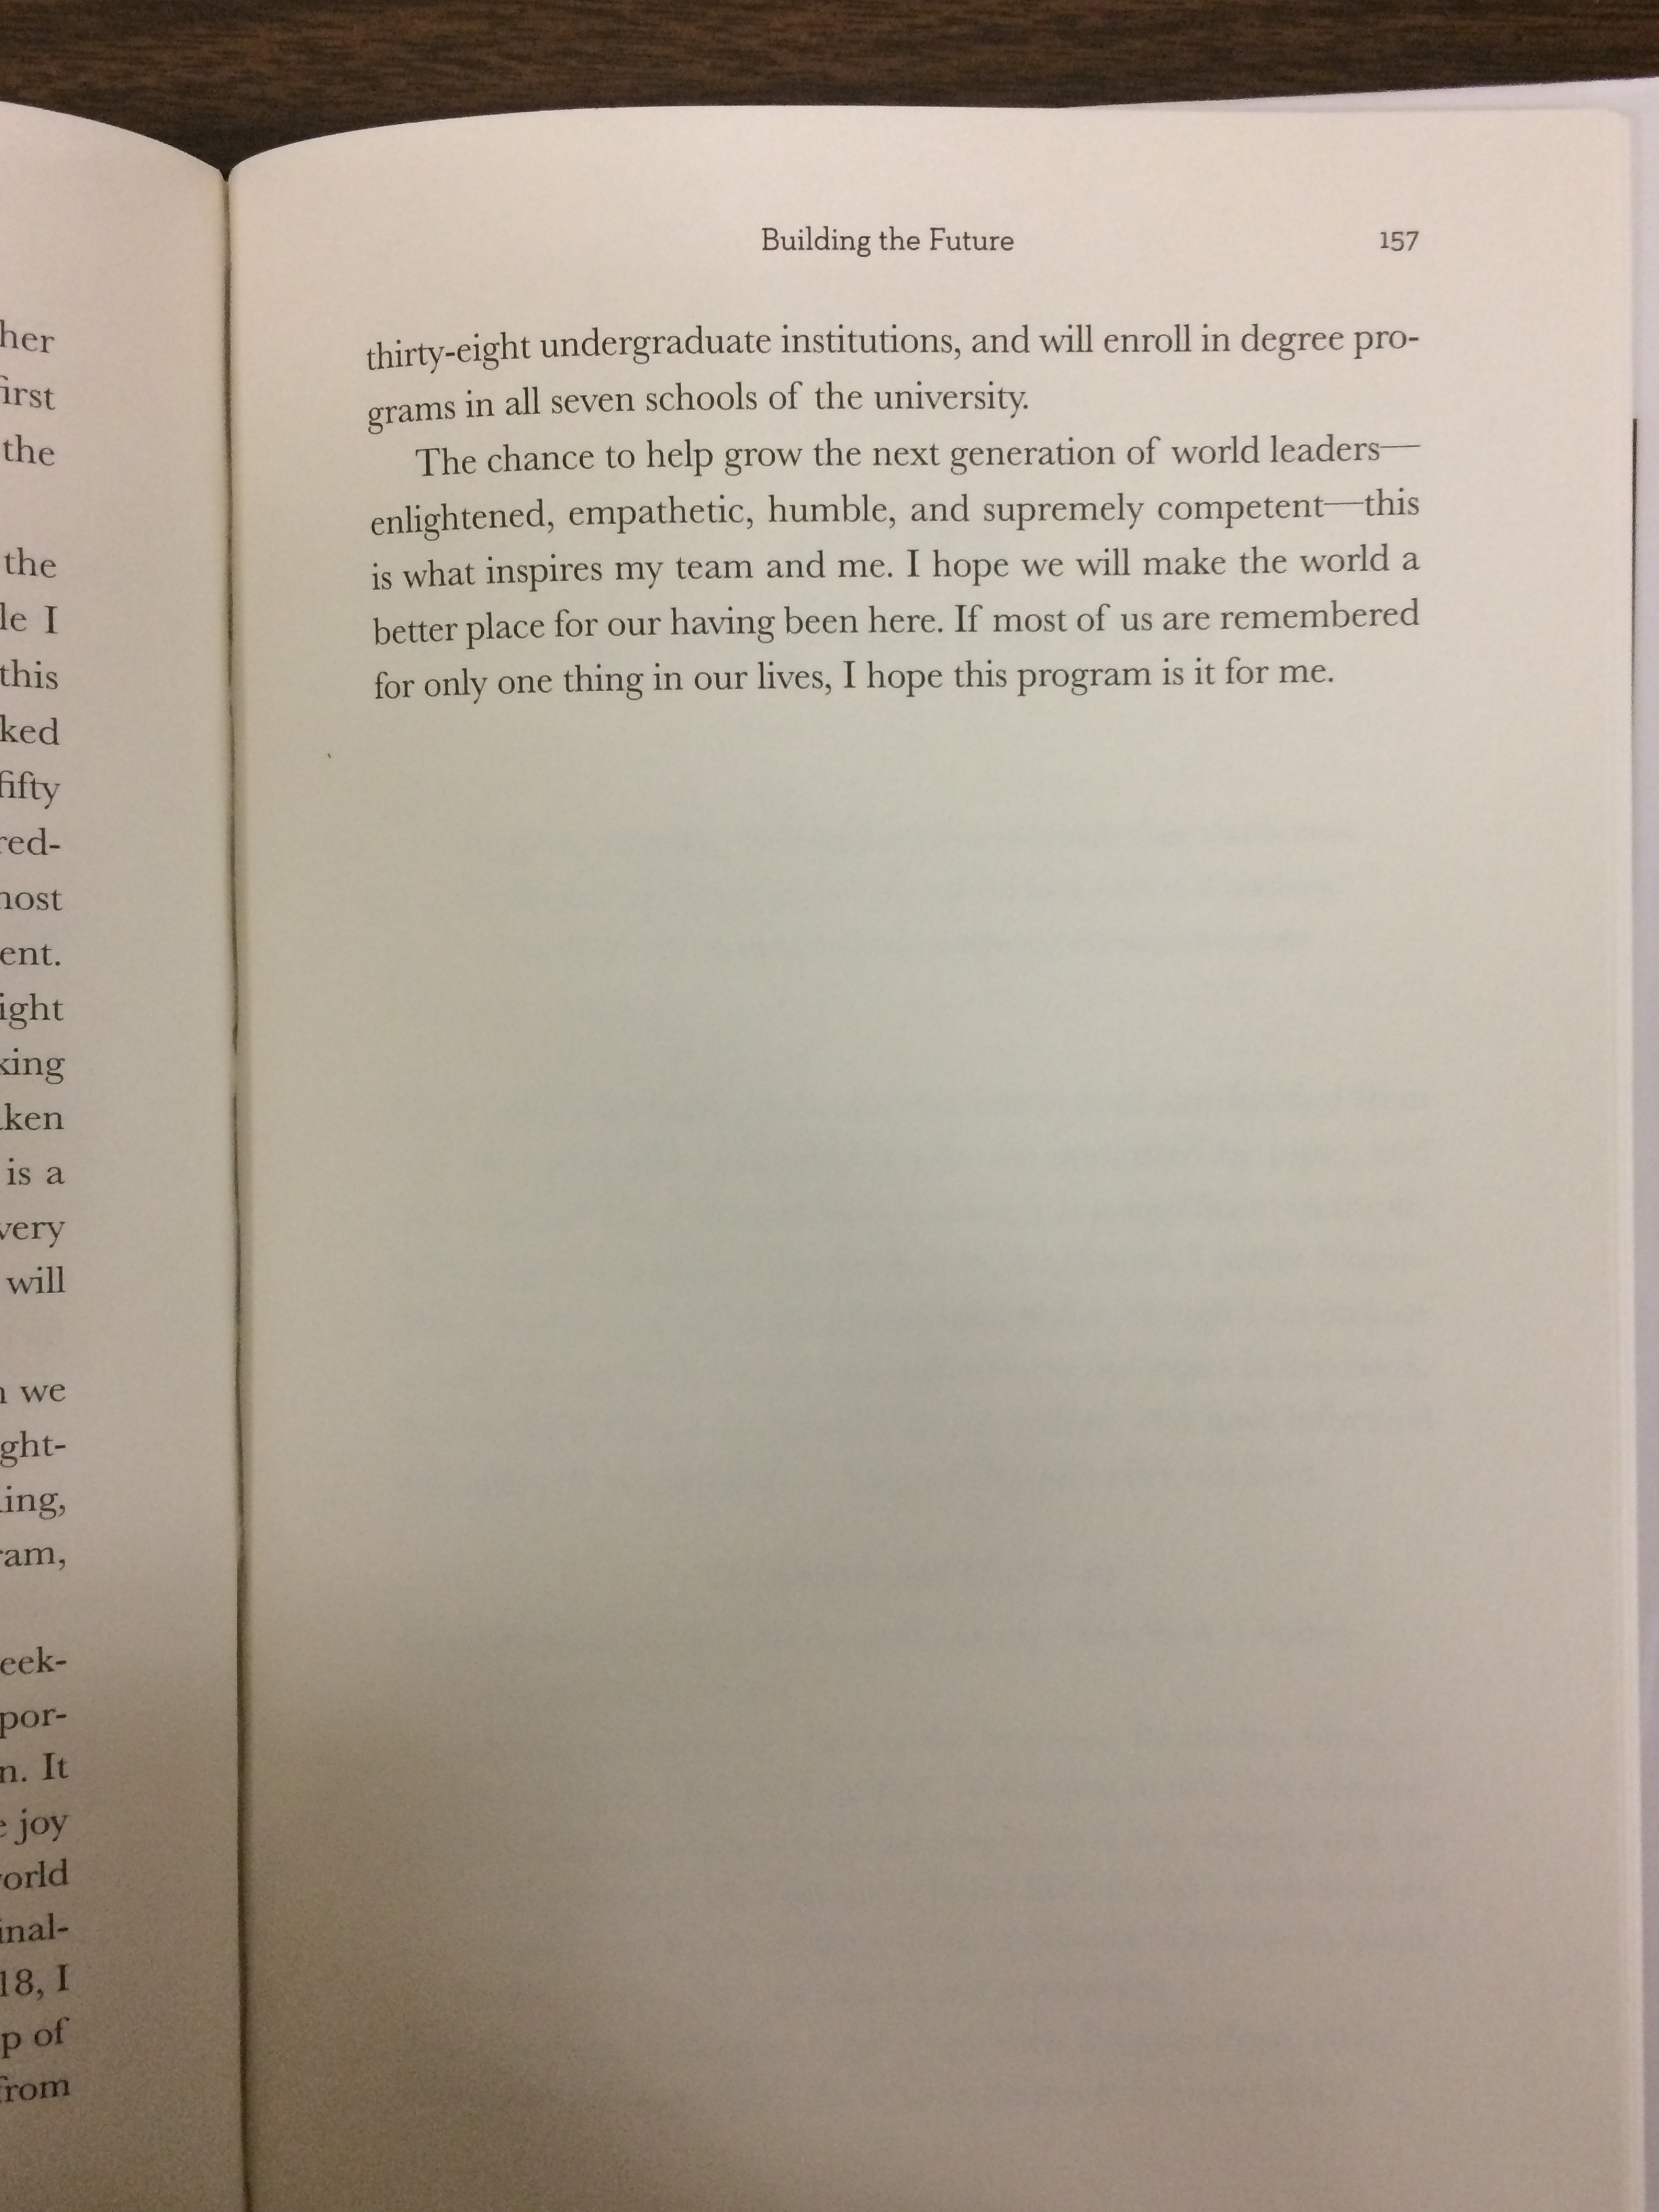 her
first
the
the
le I
this
ked
fifty
red-
most
ent.
ight
king
ken
is a
very
will
we
ght-
ing,
ram,
eek-
por-
n. It
joy
orld
inal-
18, I
p of
from
Building the Future 157
thirty-eight undergraduate institutions, and will enroll in degree pro-
grams in all seven schools of the university.
The chance to help grow the next generation of world leaders—
enlightened, empathetic, humble, and supremely competent—this
is what inspires my team and me. I hope we will make the world a
better place for our having been here. If most of us are remembered
for only one thing in our lives, I hope this program is it for me.